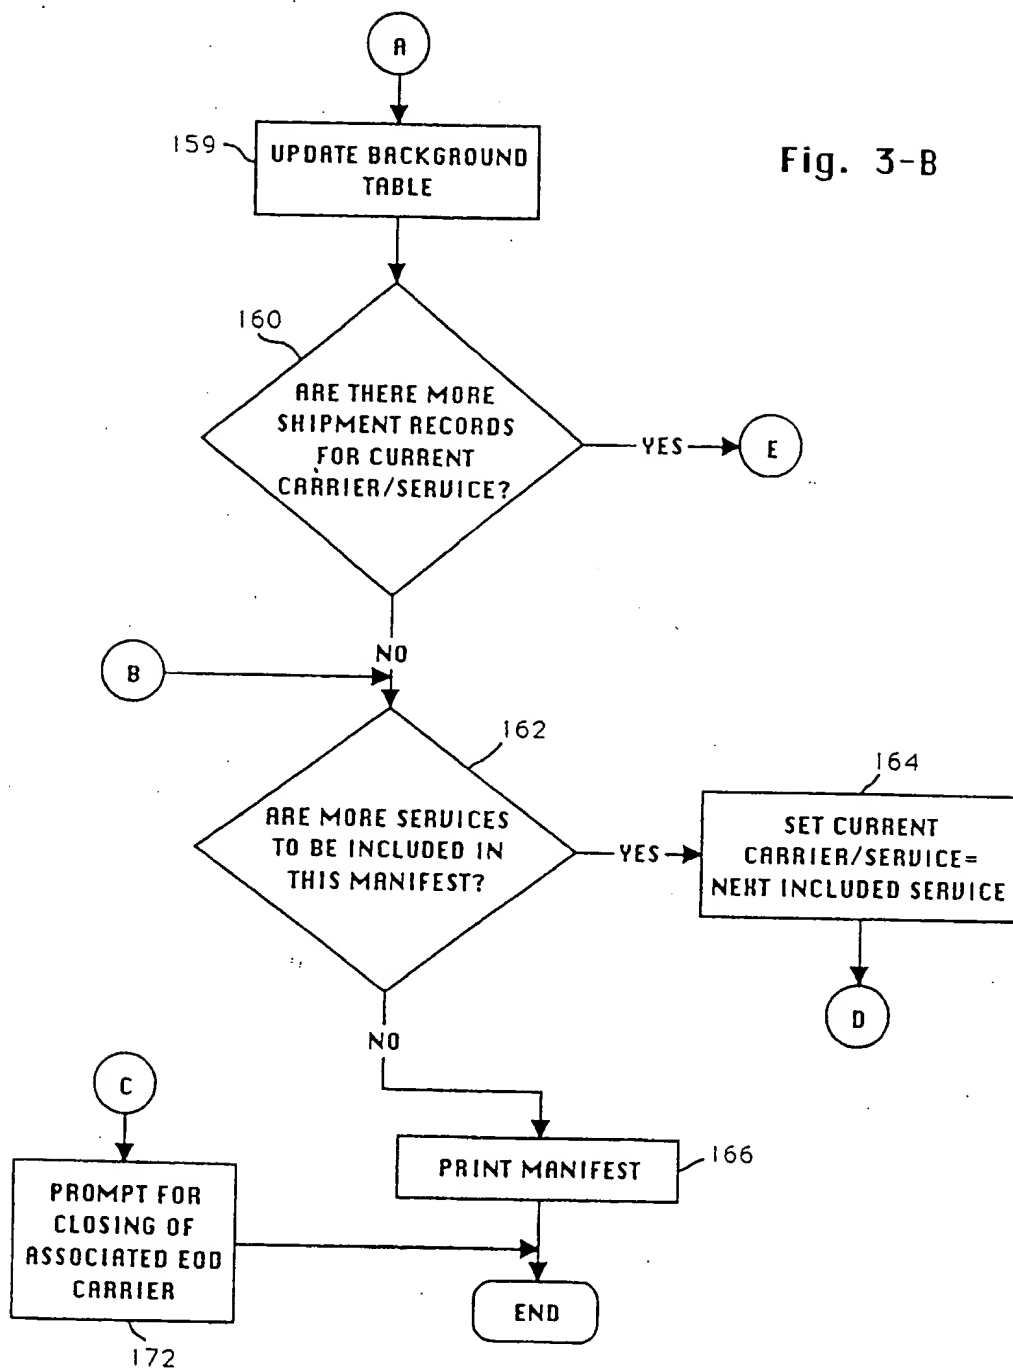 A
159
UPDATE BACKGROUND
TABLE
Fig. 3-B
160
ARE THERE MORE
SHIPMENT RECORDS
FOR CURRENT
CARRIER/SERVICE?
YES
E
NO
B
162
ARE MORE SERVICES
TO BE INCLUDED IN
THIS MANIFEST?
YES
164
SET CURRENT
CARRIER/SERVICE=
NEXT INCLUDED SERVICE
D
NO
C
PROMPT FOR
CLOSING OF
ASSOCIATED EOD
CARRIER
172
PRINT MANIFEST
166
END